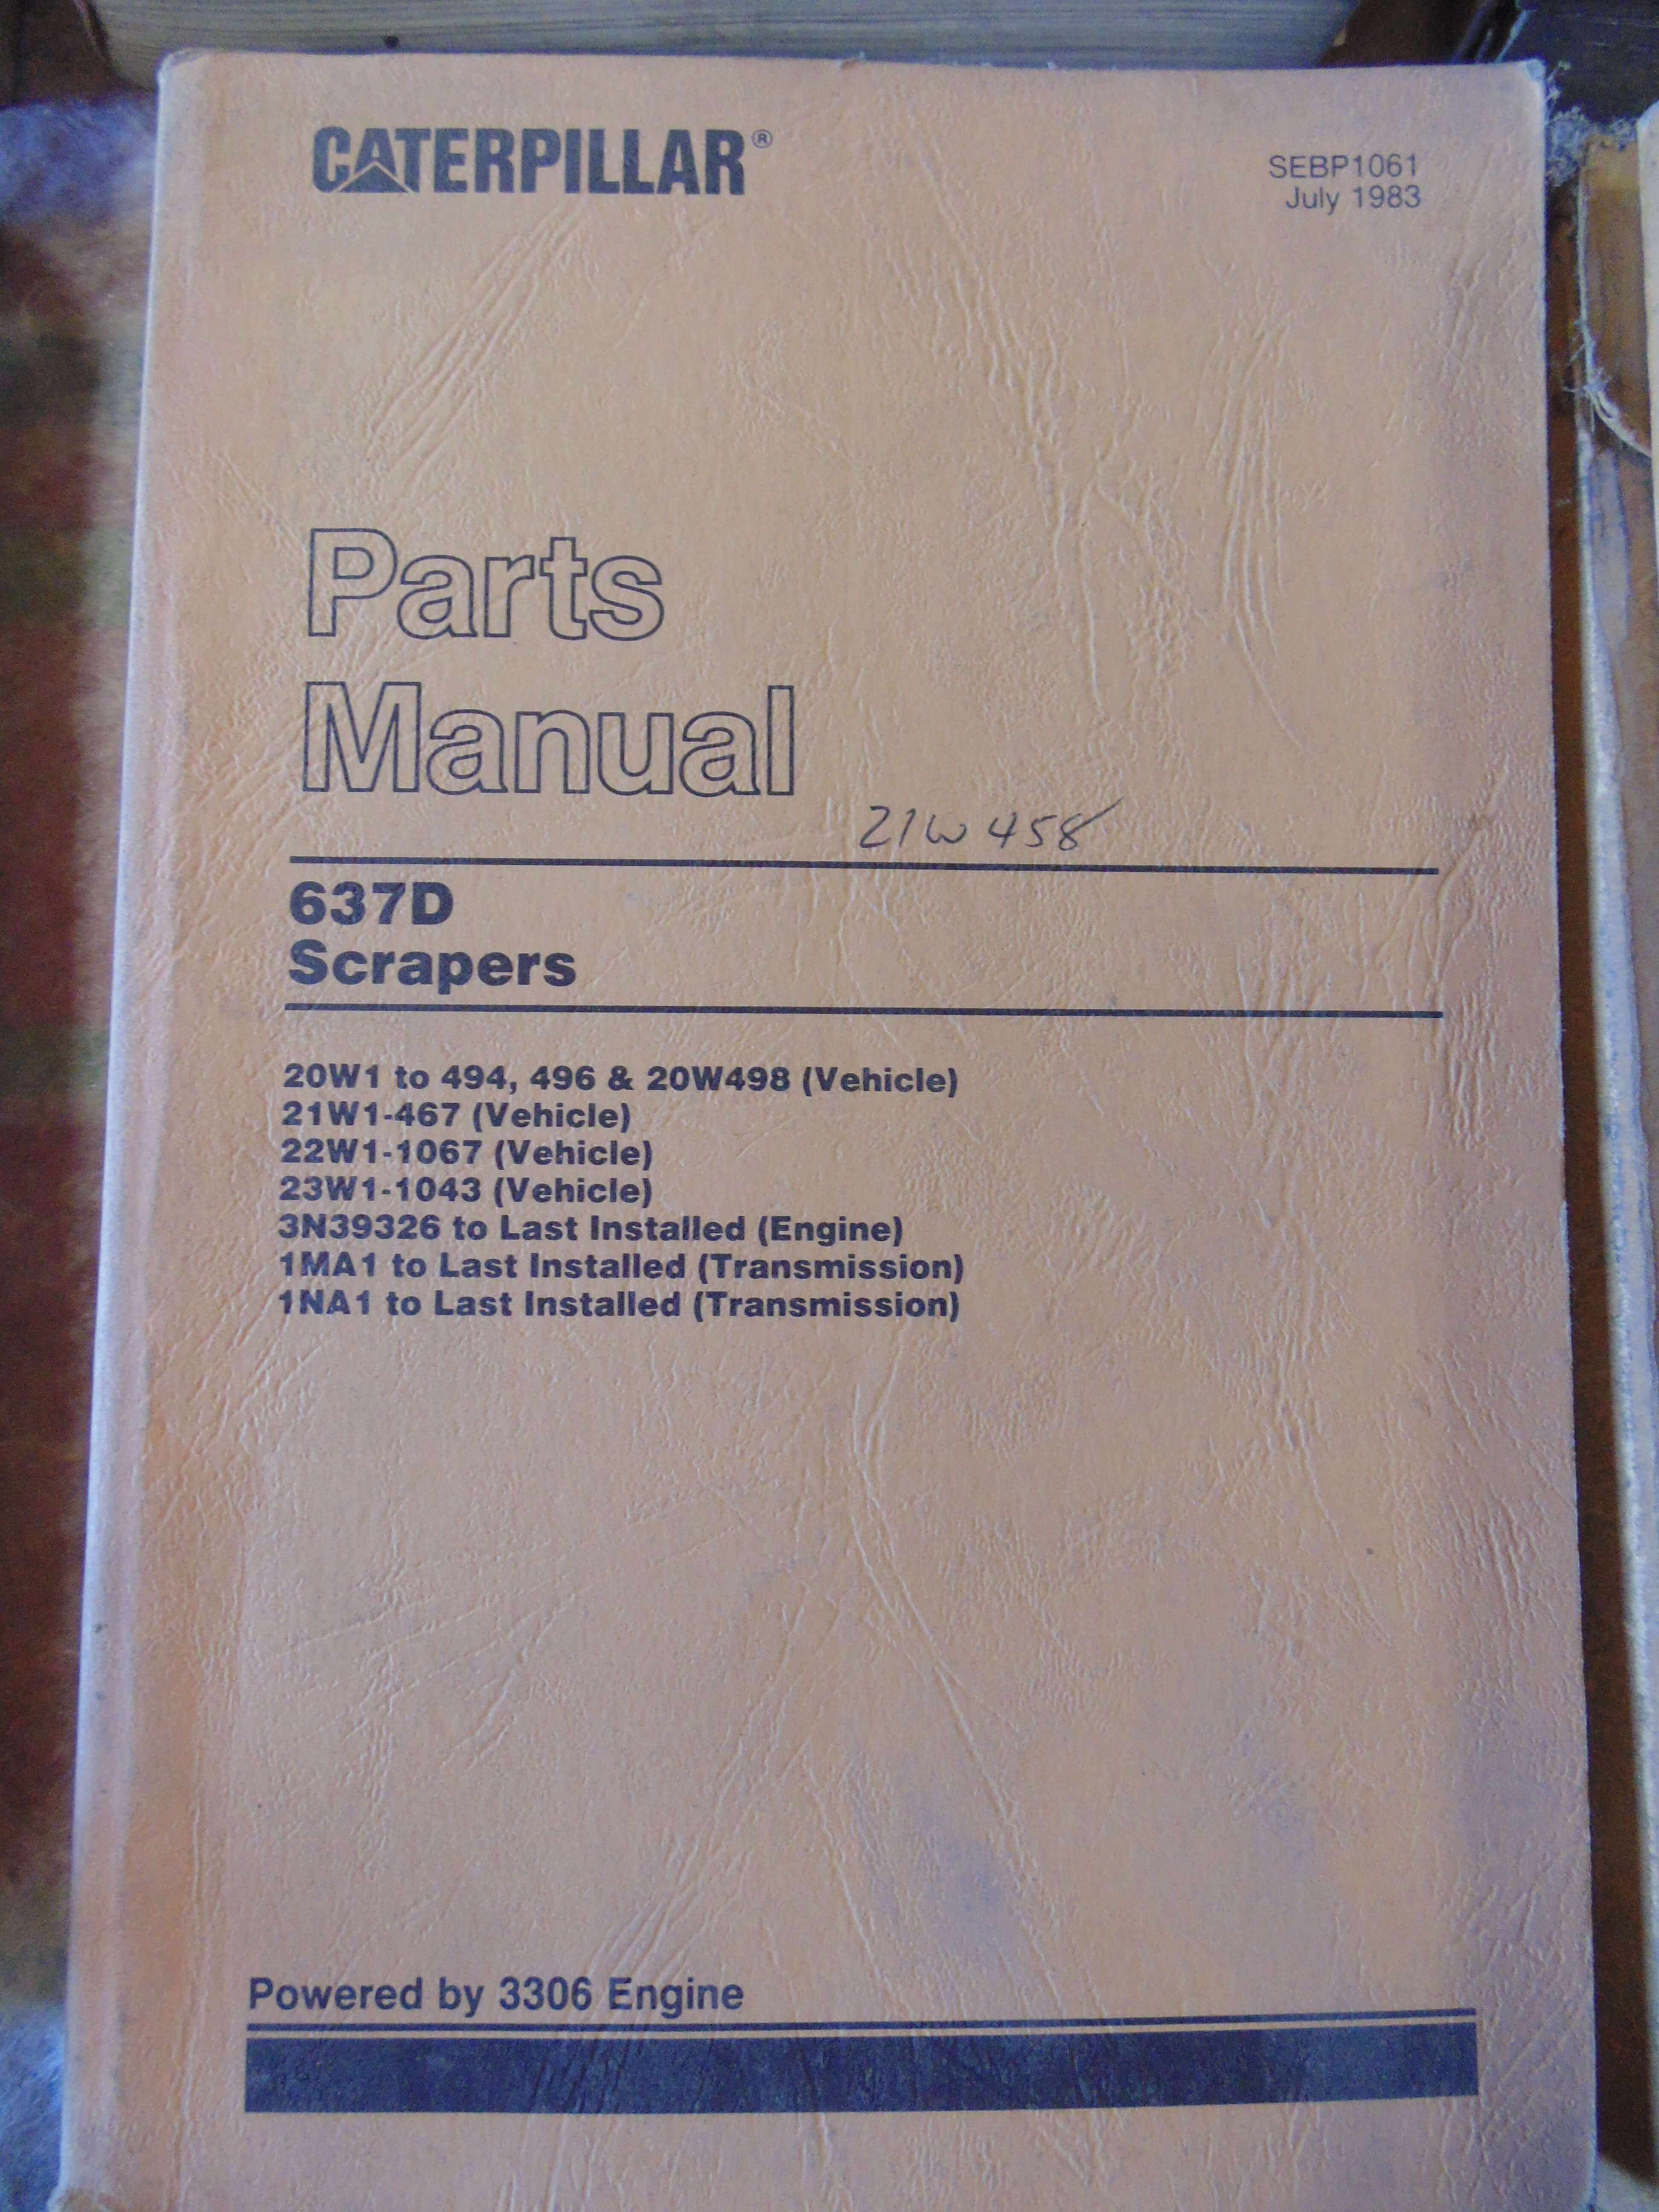 CATERPILLAR®
SEBP1061
July 1983
Parts
Manual
21W458
637D
Scrapers
20W1 to 494, 496 & 20W498 (Vehicle)
21W1-467 (Vehicle)
22W1-1067 (Vehicle)
23W1-1043 (Vehicle)
3N39326 to Last Installed (Engine)
1MA1 to Last Installed (Transmission)
1NA1 to Last Installed (Transmission)
Powered by 3306 Engine